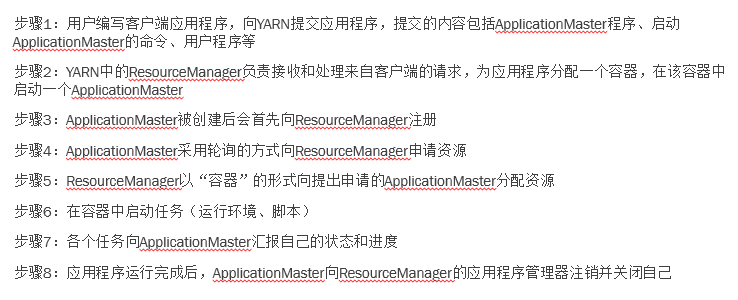 步骤1：用户编写客户端应用程序，向YARN提交应用程序，提交的内容包括ApplicationMaster程序、启动
ApplicationMaster的命令、用户程序等
步骤2：YARN中的ResourceManager负责接收和处理来自客户端的请求，为应用程序分配一个容器，在该容器中
启动一个ApplicationMaster
步骤3：ApplicationMaster被创建后会首先向ResourceManager注册
步骤4：ApplicationMaster采用轮询的方式向ResourceManager申请资源
步骤5：ResourceManager以“容器”的形式向提出申请的ApplicationMaster分配资源
步骤6：在容器中启动任务（运行环境、脚本）
步骤7：各个任务向ApplicationMaster汇报自己的状态和进度
步骤8：应用程序运行完成后，ApplicationMaster向ResourceManager的应用程序管理器注销并关闭自己